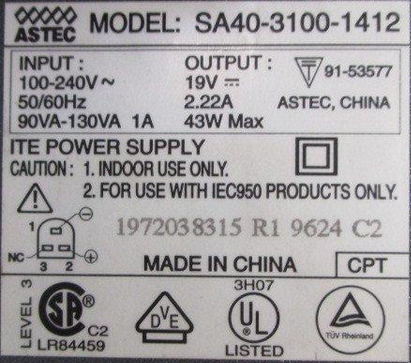 ASTEC MODEL: SA40-3100-1412
INPUT : OUTPUT : T 91-53577
100-240V~ 19V ⎓
50/60Hz 2.22A ASTEC, CHINA
90VA-130VA 1A 43W Max
ITE POWER SUPPLY
CAUTION : 1. INDOOR USE ONLY.
2. FOR USE WITH IEC950 PRODUCTS ONLY.
1972038315 R1 9624 C2
1 −
NC 3 2 +
MADE IN CHINA CPT
LEVEL 3
SA C2
LR84459
DVE
3H07
UL
LISTED
TÜV Rheinland